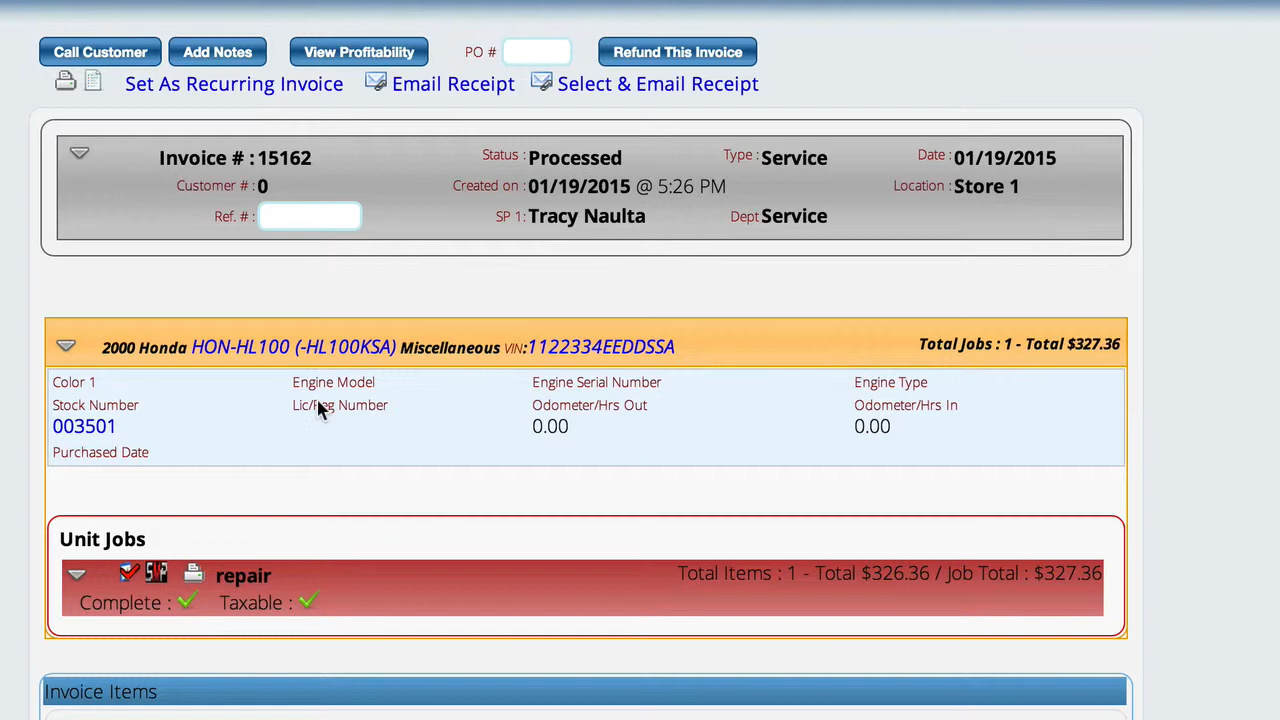 Call Customer Add Notes View Profitability PO # Refund This Invoice
Set As Recurring Invoice Email Receipt Select & Email Receipt
Invoice # : 15162 Status : Processed Type : Service Date : 01/19/2015
Customer # : 0 Created on : 01/19/2015 @ 5:26 PM Location : Store 1
Ref. # : SP 1: Tracy Naulta Dept Service
2000 Honda HON-HL100 (-HL100KSA) Miscellaneous VIN:1122334EEDDSSA Total Jobs : 1 - Total $327.36
Color 1 Engine Model Engine Serial Number Engine Type
Stock Number Lic/Reg Number Odometer/Hrs Out Odometer/Hrs In
003501 0.00 0.00
Purchased Date
Unit Jobs
SVP repair Total Items : 1 - Total $326.36 / Job Total : $327.36
Complete : Taxable :
Invoice Items